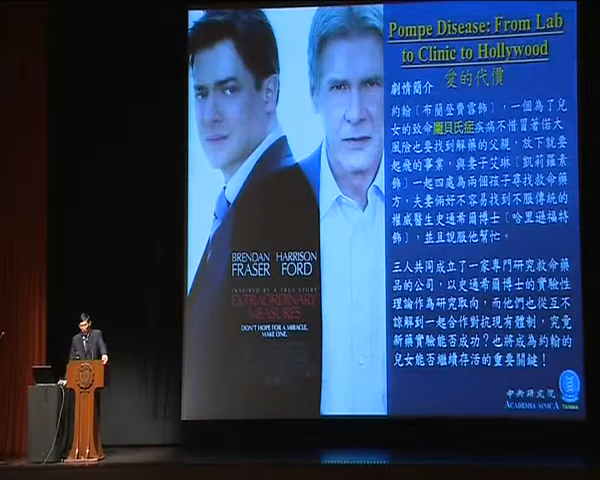 Pompe Disease: From Lab
to Clinic to Hollywood
愛的代價
劇情簡介
約翰〔布蘭登費雪飾〕，一個為了兒
女的致命龐貝氏症疾病不惜冒著偌大
風險也要找到解藥的父親，放下就要
起飛的事業，與妻子艾琳〔凱莉羅素
飾〕一起四處為兩個孩子尋找救命藥
方，夫妻倆好不容易找到不服傳統的
權威醫生史通希爾博士〔哈里遜福特
飾〕，並且說服他幫忙。
三人共同成立了一家專門研究救命藥
品的公司，以史通希爾博士的實驗性
理論作為研究取向，而他們也從互不
諒解到一起合作對抗現有體制，究竟
新藥實驗能否成功？也將成為約翰的
兒女能否繼續存活的重要關鍵！
BRENDAN HARRISON
FRASER FORD
INSPIRED BY A TRUE STORY
EXTRAORDINARY
MEASURES
DON'T HOPE FOR A MIRACLE.
MAKE ONE.
中央研究院
ACADEMIA SINICA TAIWAN